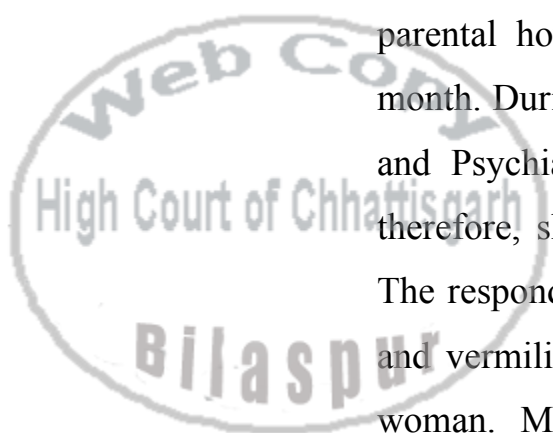 parental ho
month. Duri
and Psychia
therefore, s
The respond
and vermili
woman. M
Web Copy
High Court of Chhattisgarh
Bilaspur